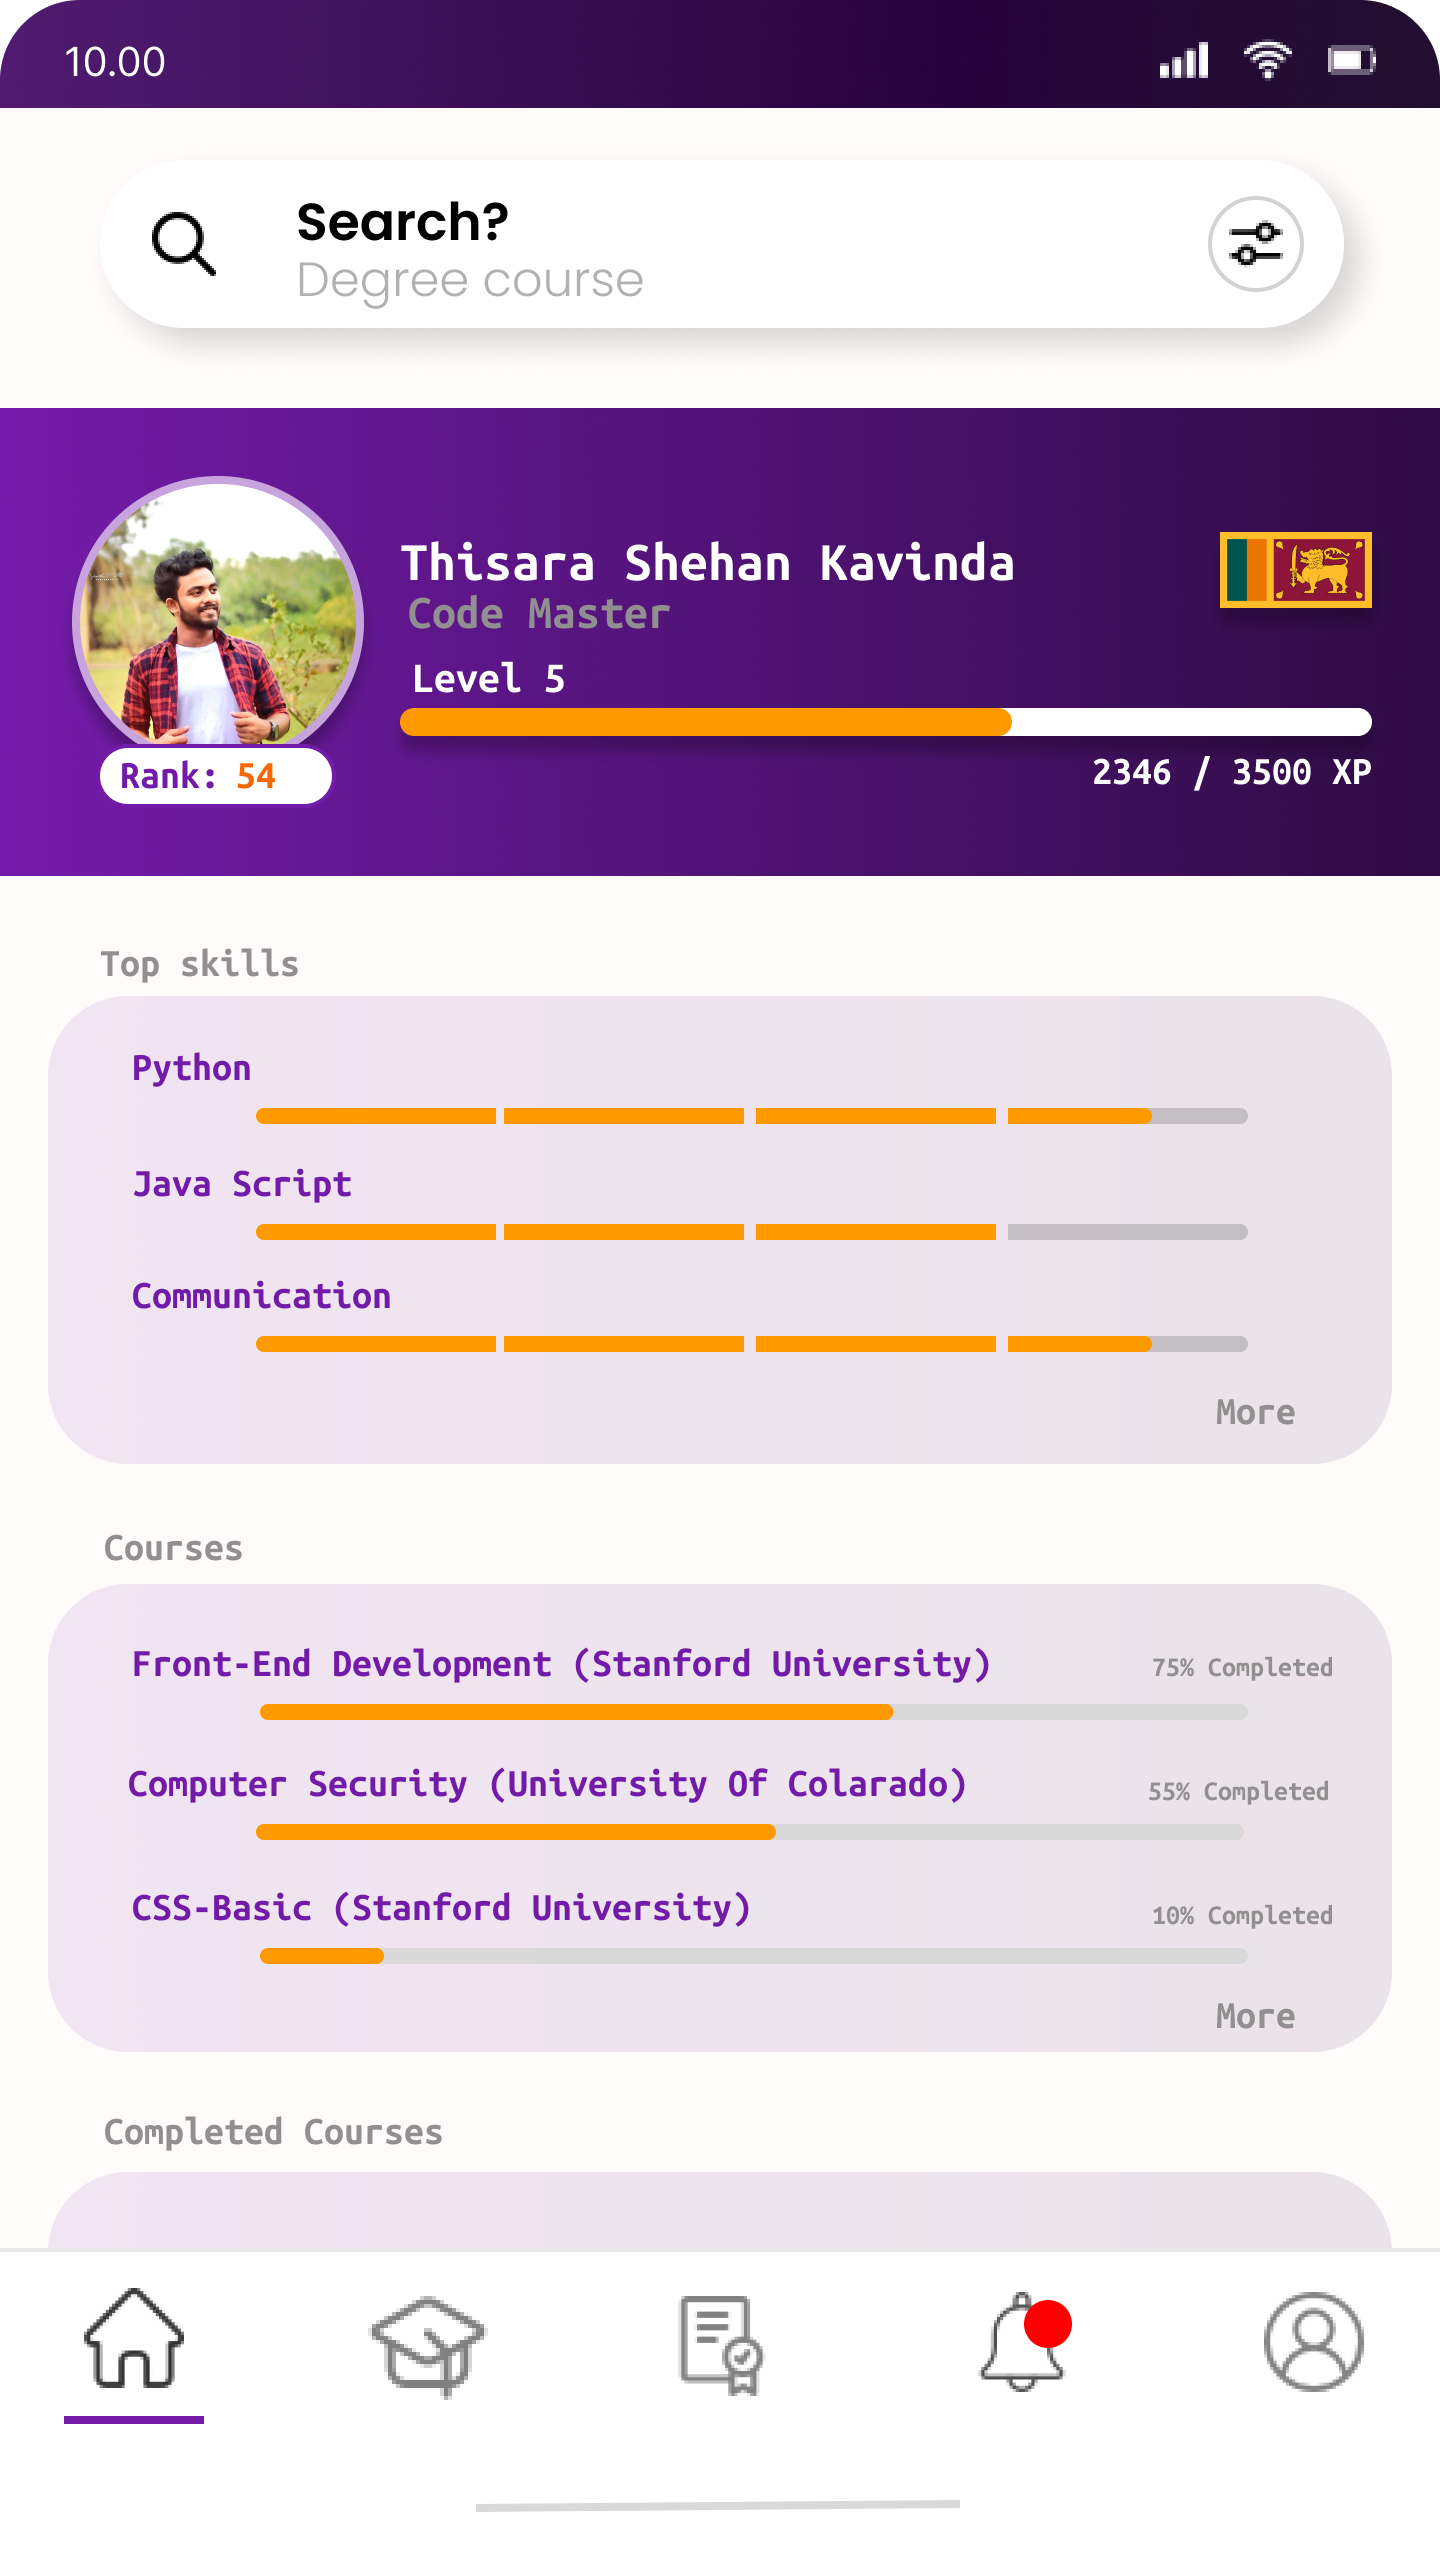 10.00
Search?
Degree course
Thisara Shehan Kavinda
Code Master
Level 5
Rank: 54
2346 / 3500 XP
Top skills
Python
Java Script
Communication
More
Courses
Front-End Development (Stanford University)
75% Completed
Computer Security (University Of Colarado)
55% Completed
CSS-Basic (Stanford University)
10% Completed
More
Completed Courses